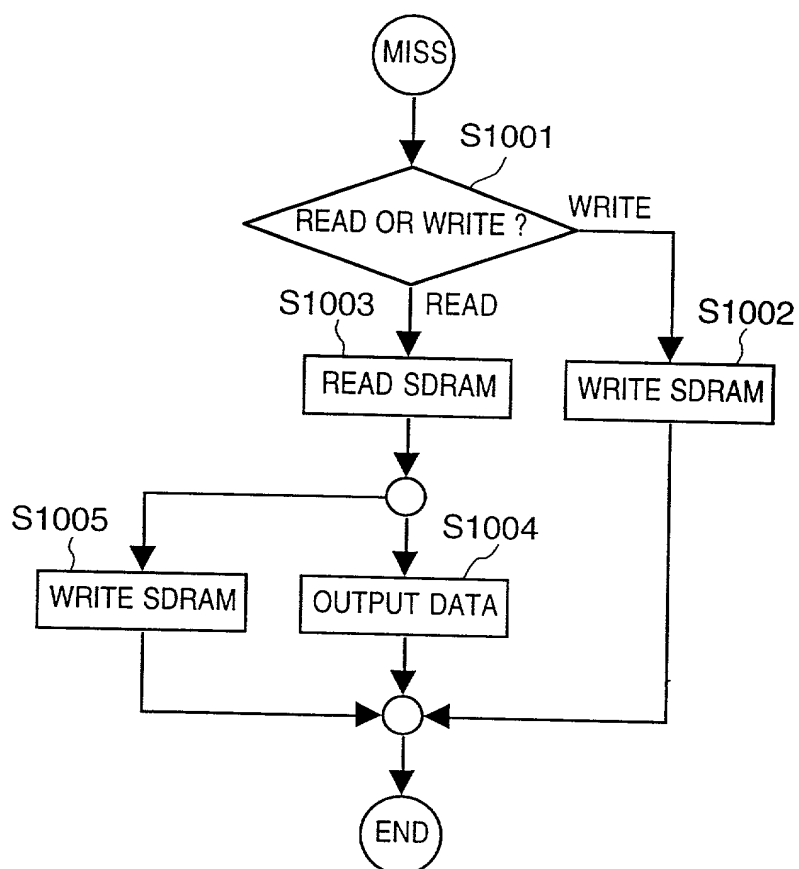 MISS
S1001
READ OR WRITE ?
WRITE
READ
S1003
S1002
READ SDRAM
WRITE SDRAM
S1005
S1004
WRITE SDRAM
OUTPUT DATA
END